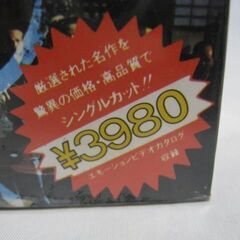 厳選された名作を
驚異の価格・高品質で
シングルカット!!
¥3980
エモーションビデオカタログ
収録